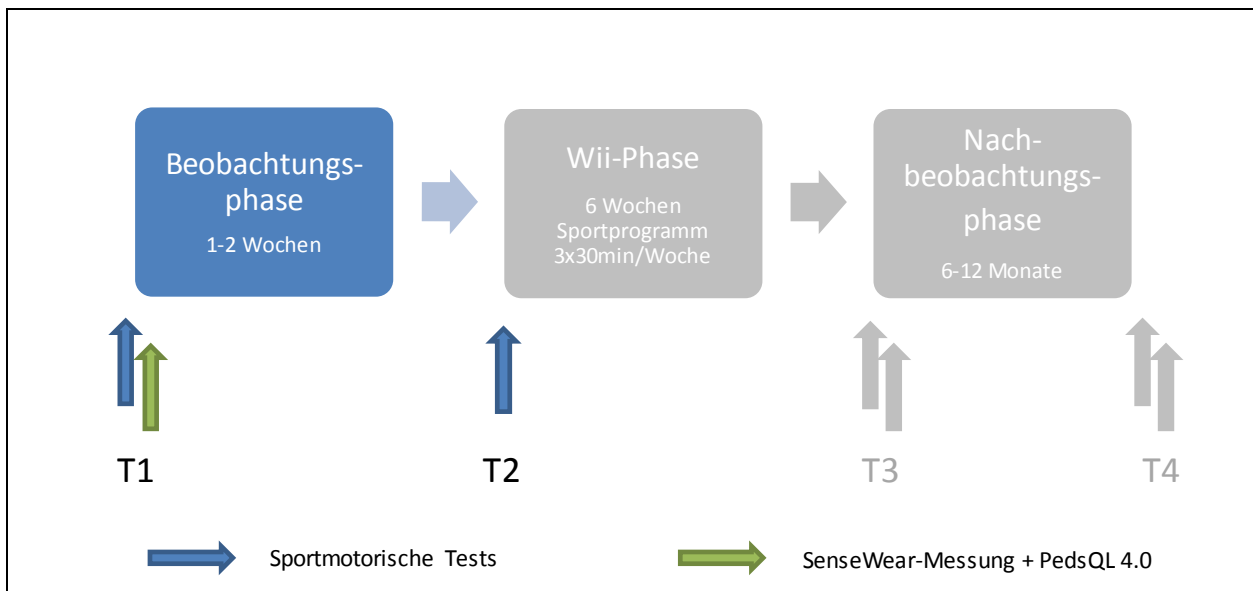 Beobachtungs-
phase
1-2 Wochen
Wii-Phase
6 Wochen
Sportprogramm
3x30min/Woche
Nach-
beobachtungs-
phase
6-12 Monate
T1
T2
T3
T4
Sportmotorische Tests
SenseWear-Messung + PedsQL 4.0